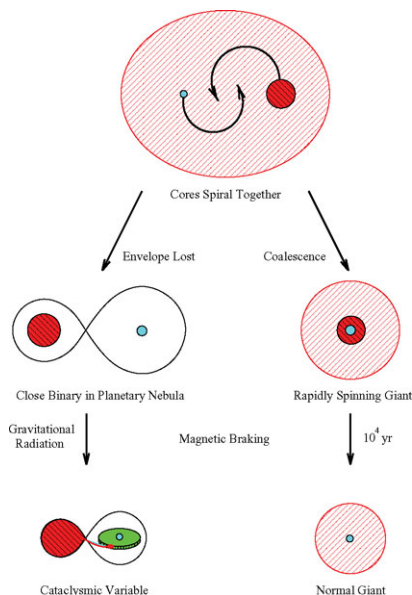 Cores Spiral Together
Envelope Lost
Coalescence
Close Binary in Planetary Nebula
Rapidly Spinning Giant
Gravitational
Radiation
Magnetic Braking
10⁴ yr
Cataclysmic Variable
Normal Giant